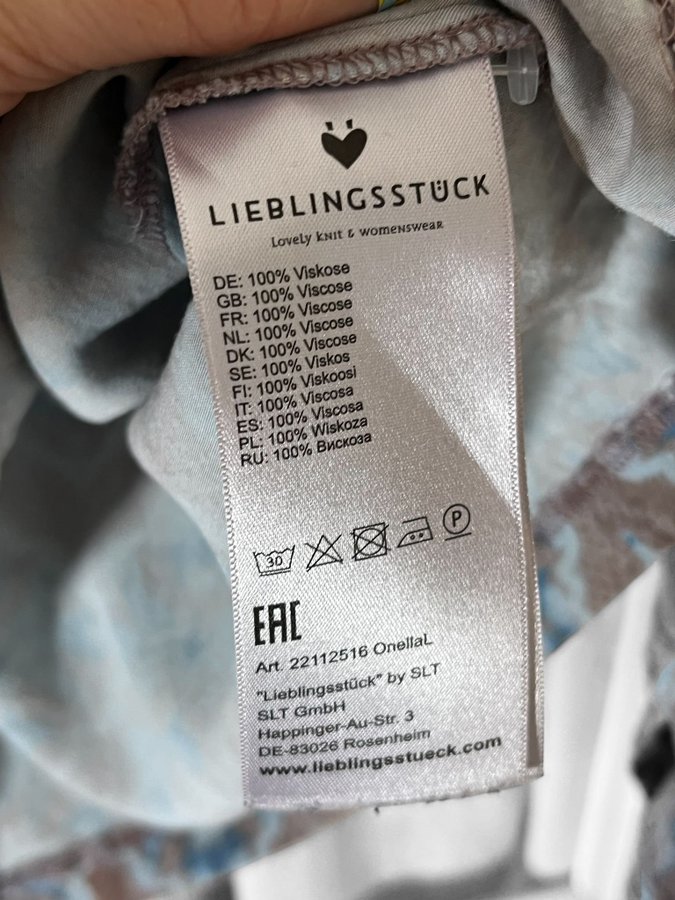 LIEBLINGSSTÜCK
Lovely knit & womenswear
DE: 100% Viskose
GB: 100% Viscose
FR: 100% Viscose
NL: 100% Viscose
DK: 100% Viscose
SE: 100% Viskos
FI: 100% Viskoosi
IT: 100% Viscosa
ES: 100% Viscosa
PL: 100% Wiskoza
RU: 100% Вискоза
30 P
EAC
Art. 22112516 OnellaL
"Lieblingsstück" by SLT
SLT GmbH
Happinger-Au-Str. 3
DE-83026 Rosenheim
www.lieblingsstueck.com